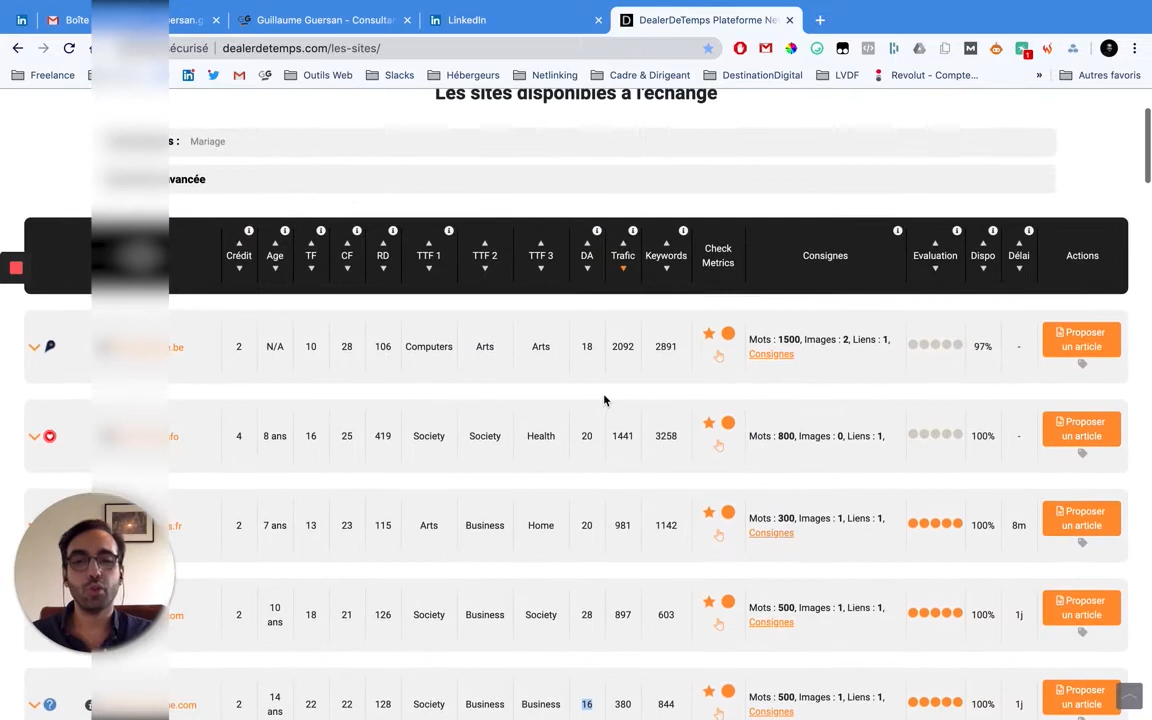 Boîte
ersan.g
Guillaume Guersan - Consulta
LinkedIn
DealerDeTemps Plateforme Ne
sécurisé
dealerdetemps.com/les-sites/
1
Freelance
Outils Web
Slacks
Hébergeurs
Netlinking
Cadre & Dirigeant
DestinationDigital
LVDF
Revolut - Compte...
»
Autres favoris
Les sites disponibles à l'échange
s :
Mariage
vancée
Crédit
Age
TF
CF
RD
TTF 1
TTF 2
TTF 3
DA
Trafic
Keywords
Check
Metrics
Consignes
Evaluation
Dispo
Délai
Actions
.be
2
N/A
10
28
106
Computers
Arts
Arts
18
2092
2891
Mots : 1500, Images : 2, Liens : 1,
Consignes
97%
-
Proposer
un article
nfo
4
8 ans
16
25
419
Society
Society
Health
20
1441
3258
Mots : 800, Images : 0, Liens : 1,
100%
-
Proposer
un article
s.fr
2
7 ans
13
23
115
Arts
Business
Home
20
981
1142
Mots : 300, Images : 1, Liens : 1,
Consignes
100%
8m
Proposer
un article
com
2
10
ans
18
21
126
Society
Business
Society
28
897
603
Mots : 500, Images : 1, Liens : 1,
Consignes
100%
1j
Proposer
un article
e.com
2
14
ans
22
22
128
Society
Business
Business
16
380
844
Mots : 500, Images : 1, Liens : 1,
Consignes
100%
1j
Proposer
un article